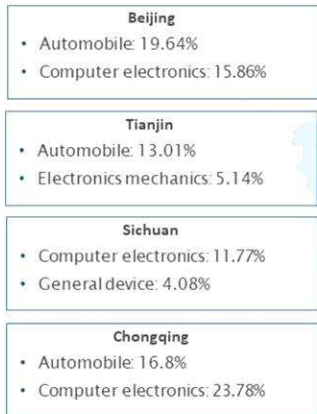 Beijing
• Automobile: 19.64%
• Computer electronics: 15.86%
Tianjin
• Automobile: 13.01%
• Electronics mechanics: 5.14%
Sichuan
• Computer electronics: 11.77%
• General device: 4.08%
Chongqing
• Automobile: 16.8%
• Computer electronics: 23.78%